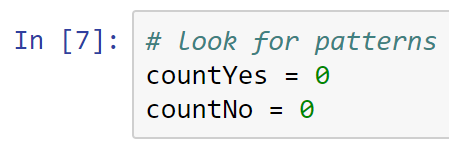 In [7]: # look for patterns
countYes = 0
countNo = 0